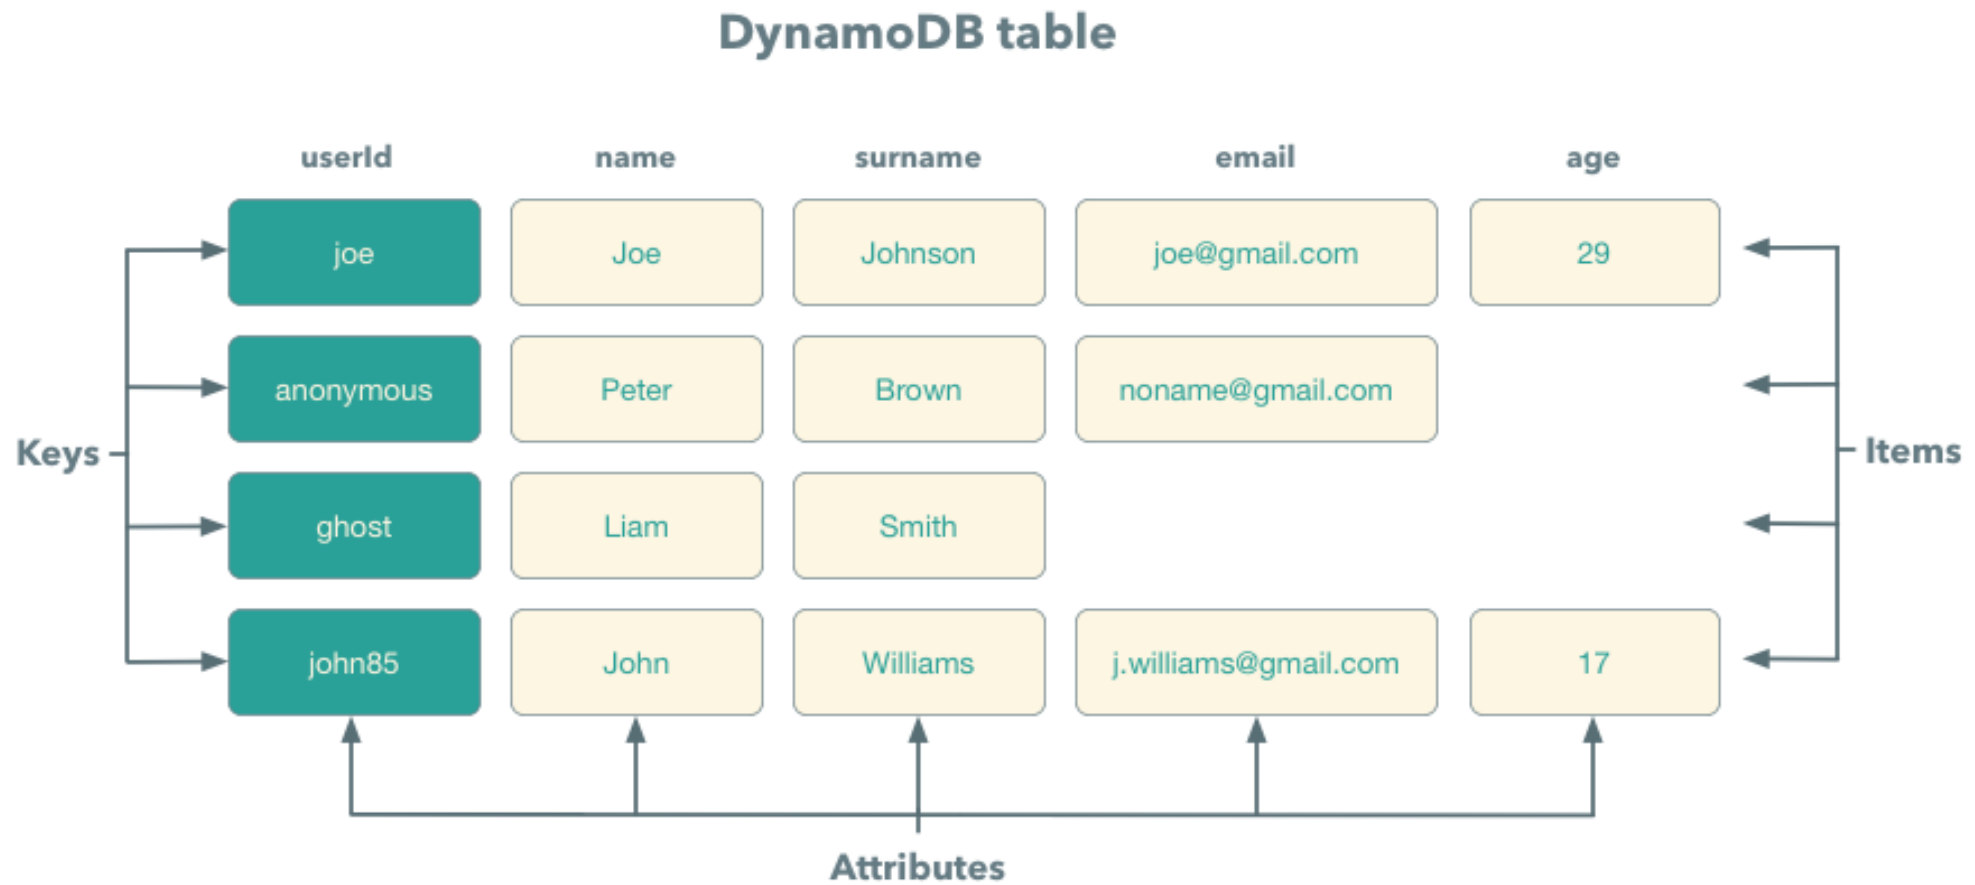 DynamoDB table
userId name surname email age
joe Joe Johnson joe@gmail.com 29
anonymous Peter Brown noname@gmail.com
Keys
Items
ghost Liam Smith
john85 John Williams j.williams@gmail.com 17
Attributes